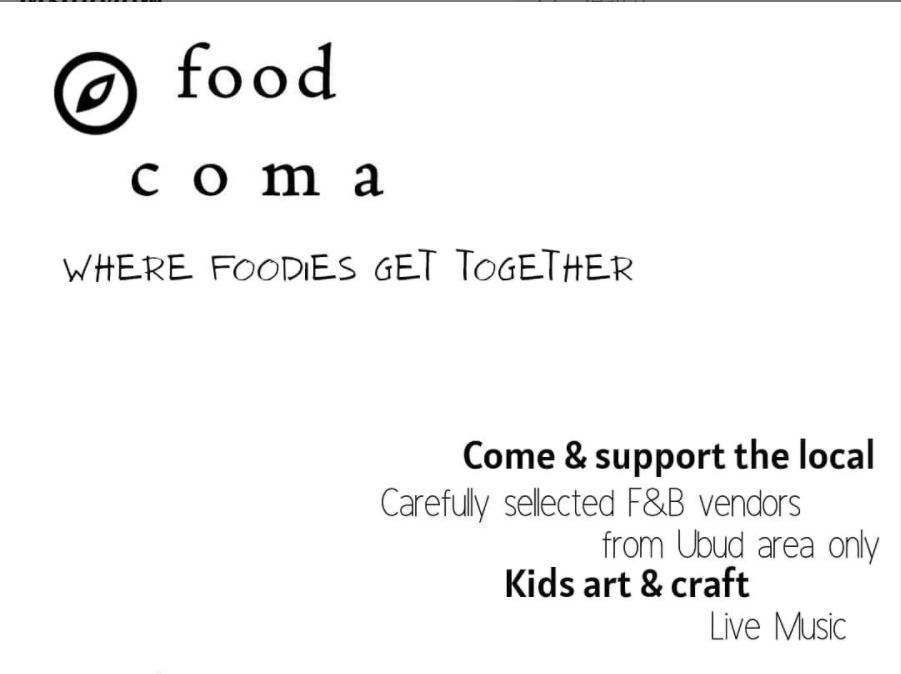 food
coma
WHERE FOODIES GET TOGETHER
Come & support the local
Carefully sellected F&B vendors
from Ubud area only
Kids art & craft
Live Music